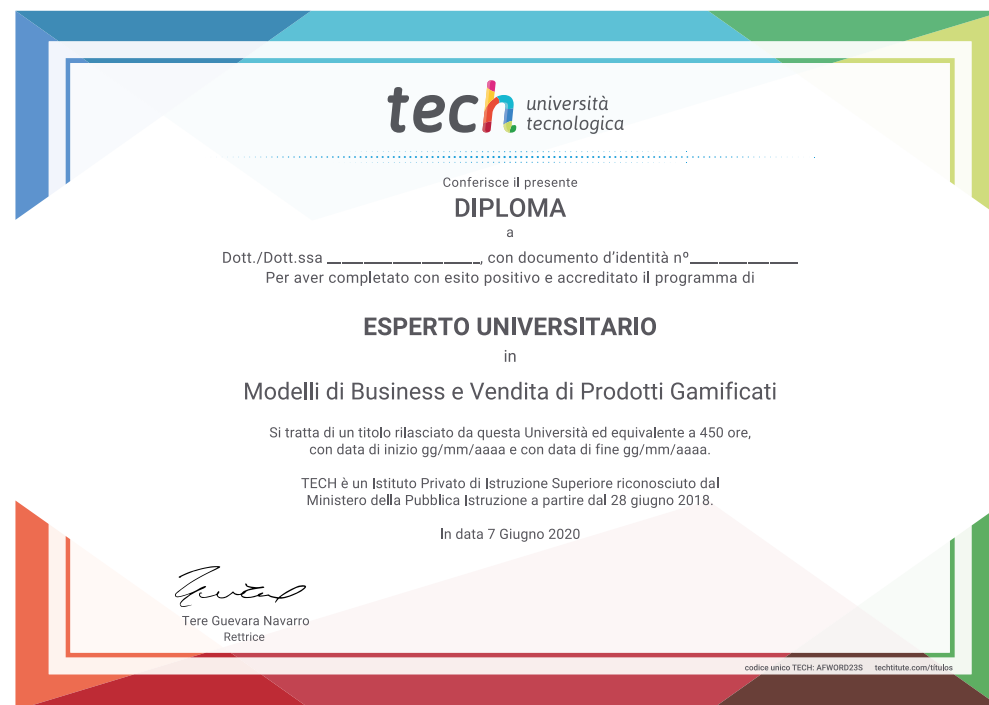 tech università
tecnologica
Conferisce il presente
DIPLOMA
a
Dott./Dott.ssa ___________________, con documento d'identità nº_____________
Per aver completato con esito positivo e accreditato il programma di
ESPERTO UNIVERSITARIO
in
Modelli di Business e Vendita di Prodotti Gamificati
Si tratta di un titolo rilasciato da questa Università ed equivalente a 450 ore,
con data di inizio gg/mm/aaaa e con data di fine gg/mm/aaaa.
TECH è un Istituto Privato di Istruzione Superiore riconosciuto dal
Ministero della Pubblica Istruzione a partire dal 28 giugno 2018.
In data 7 Giugno 2020
Tere Guevara Navarro
Rettrice
codice unico TECH: AFWORD23S techtitute.com/titulos